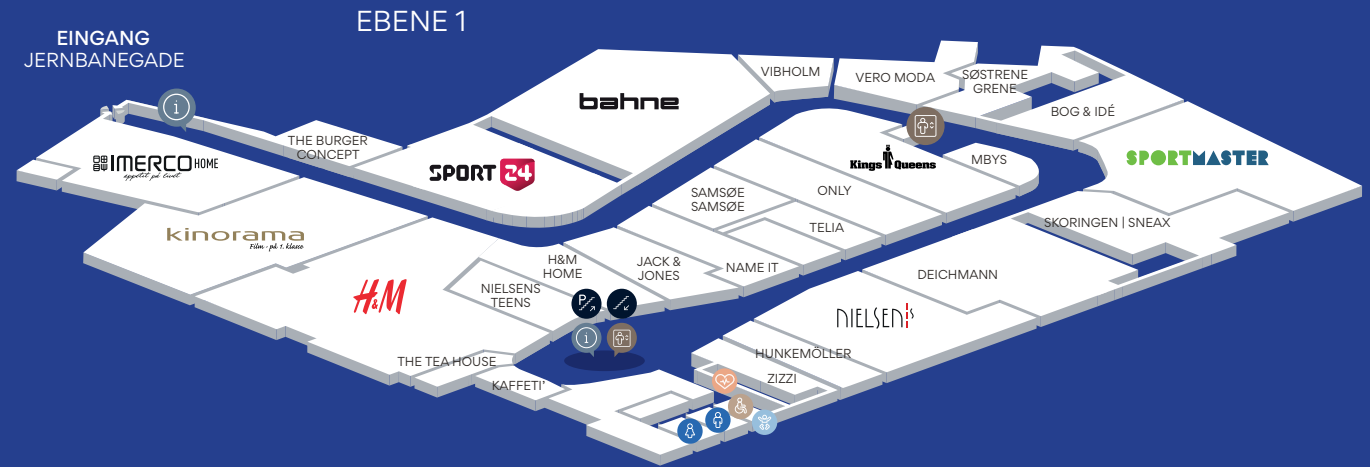 EBENE 1
EINGANG
JERNBANEGADE
i
THE BURGER
CONCEPT
IMERCO HOME
appetit på livet
SPORT 24
bahne
VIBHOLM
VERO MODA
SØSTRENE
GRENE
BOG & IDÉ
SPORTMASTER
Kings Queens
MBYS
SAMSØE
SAMSØE
ONLY
TELIA
SKORINGEN | SNEAX
kinorama
Film - på 1. klasse
H&M
H&M
HOME
JACK &
JONES
NAME IT
NIELSENS
TEENS
P
i
DEICHMANN
NIELSENS
HUNKEMÖLLER
ZIZZI
THE TEA HOUSE
KAFFETI'